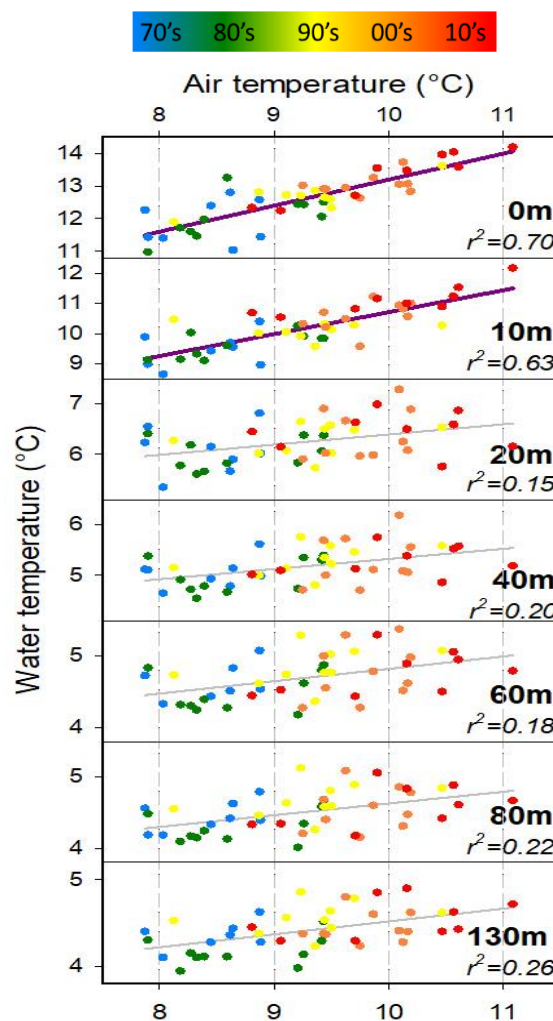 70's 80's 90's 00's 10's
Air temperature (°C)
8 9 10 11
14
13
12
11
0m
r²=0.70
12
11
10
9
10m
r²=0.63
7
6
20m
r²=0.15
6
5
40m
r²=0.20
5
4
60m
r²=0.18
5
4
80m
r²=0.22
5
4
130m
r²=0.26
8 9 10 11
Water temperature (°C)